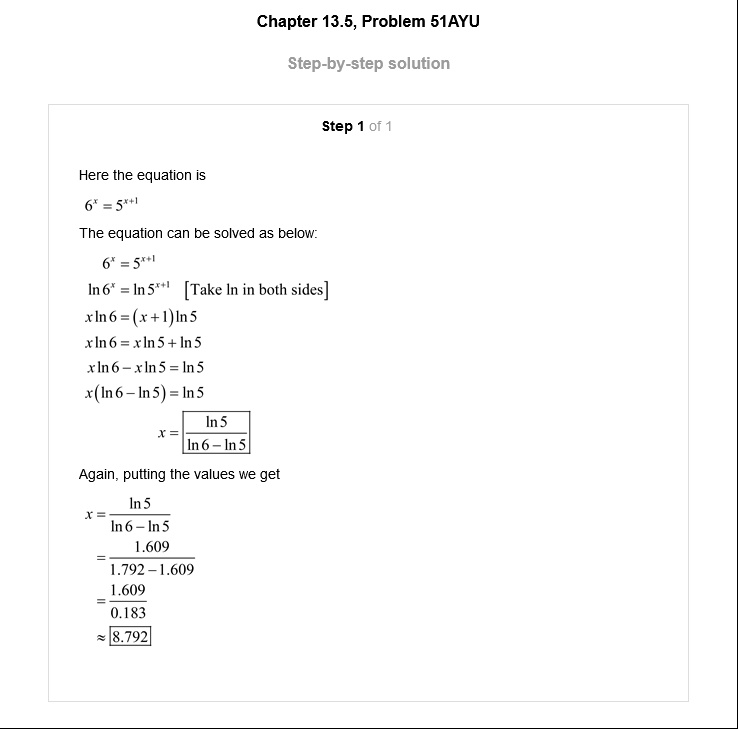 Chapter 13.5, Problem 51AYU
Step-by-step solution
Step 1 of 1
Here the equation is
6^x = 5^{x+1}
The equation can be solved as below:
6^x = 5^{x+1}
ln 6^x = ln 5^{x+1} [Take ln in both sides]
x ln 6 = (x + 1) ln 5
x ln 6 = x ln 5 + ln 5
x ln 6 − x ln 5 = ln 5
x(ln 6 − ln 5) = ln 5
x = \frac{ln 5}{ln 6 − ln 5}
Again, putting the values we get
x = \frac{ln 5}{ln 6 − ln 5}
= \frac{1.609}{1.792 − 1.609}
= \frac{1.609}{0.183}
≈ 8.792